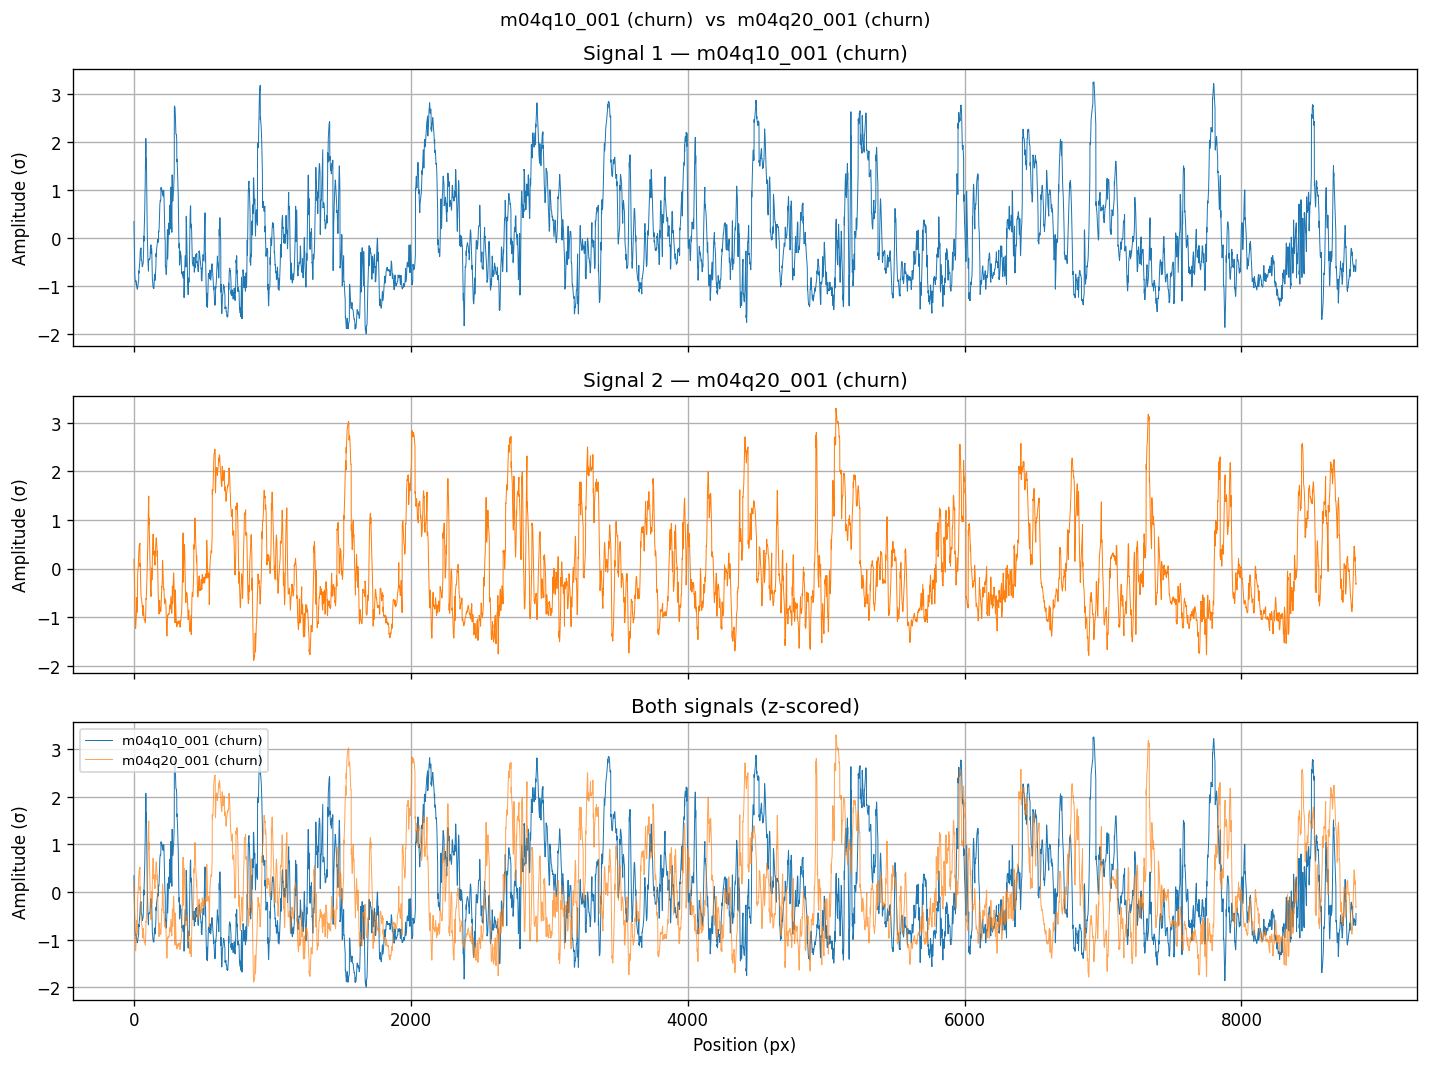 m04q10_001 (churn)  vs  m04q20_001 (churn)
Signal 1 — m04q10_001 (churn)
3
2
1
0
−1
−2
Amplitude (σ)
Signal 2 — m04q20_001 (churn)
3
2
1
0
−1
−2
Amplitude (σ)
Both signals (z-scored)
m04q10_001 (churn)
m04q20_001 (churn)
3
2
1
0
−1
−2
Amplitude (σ)
0 2000 4000 6000 8000
Position (px)